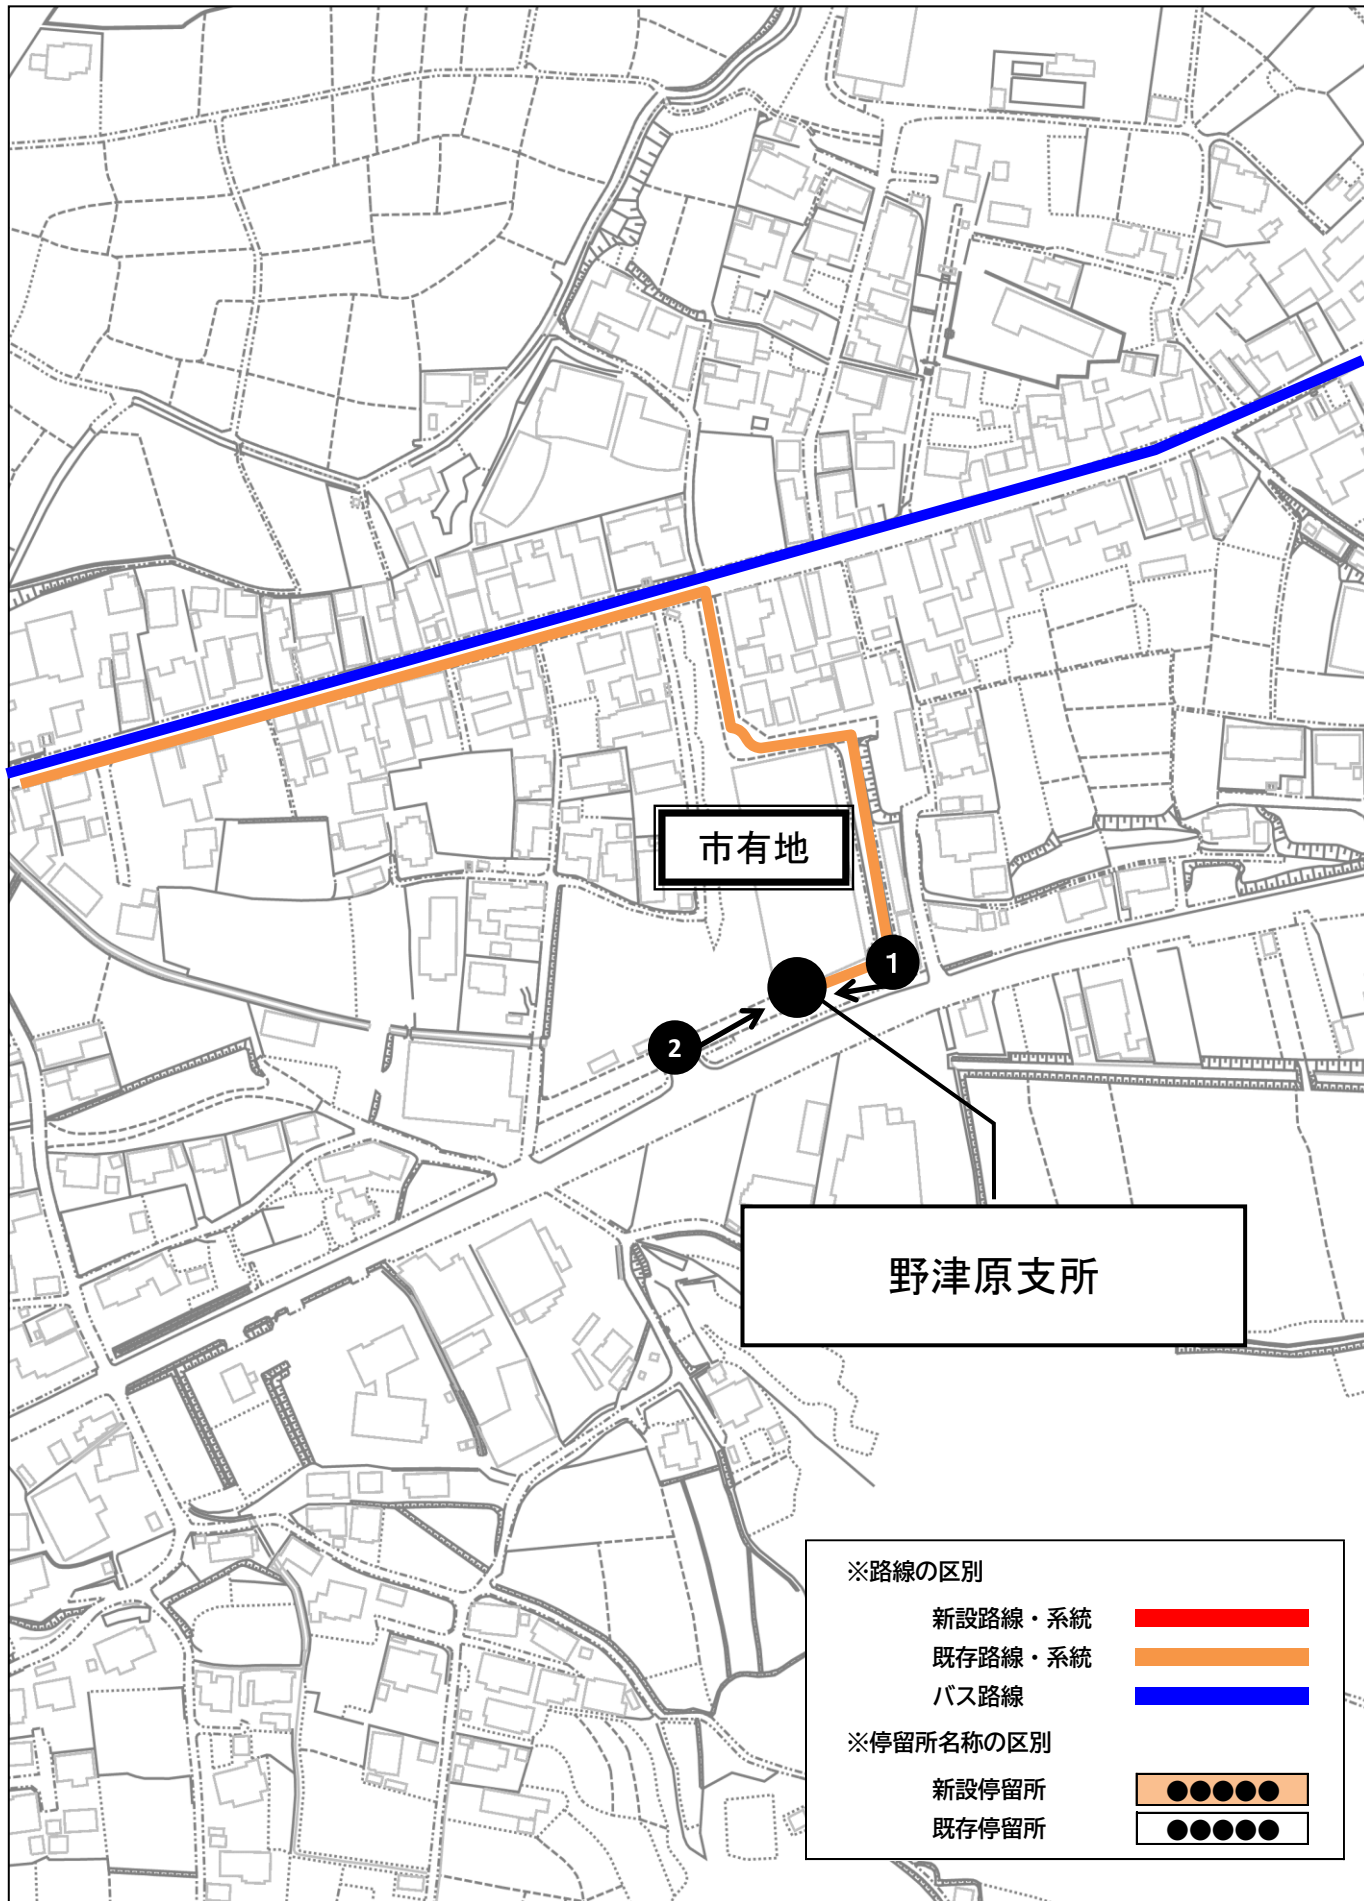 市有地
1
2
野津原支所
※路線の区別
新設路線・系統
既存路線・系統
バス路線
※停留所名称の区別
新設停留所 ●●●●●
既存停留所 ●●●●●